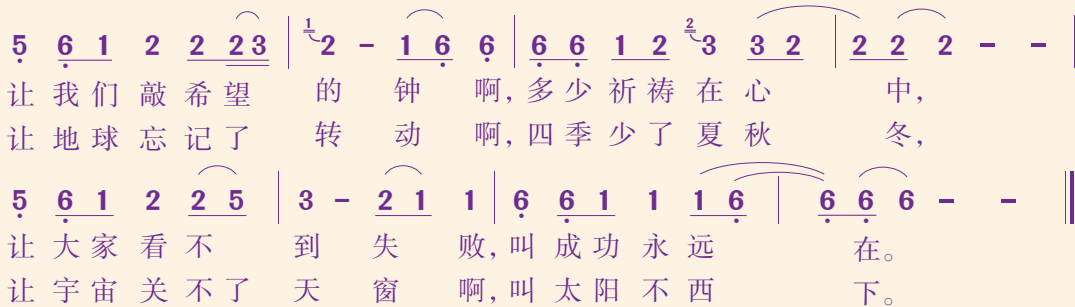 5 6 1 2 2 2 3 1 2 – 1 6 6 6 6 1 2 2 3 3 2 2 2 2 – –
让我们敲希望的钟啊,多少祈祷在心中,
让地球忘记了转动啊,四季少了夏秋冬,
5 6 1 2 2 5 3 – 2 1 1 6 6 1 1 1 6 6 6 6 – –
让大家看不到失败,叫成功永远在。
让宇宙关不了天窗啊,叫太阳不西下。